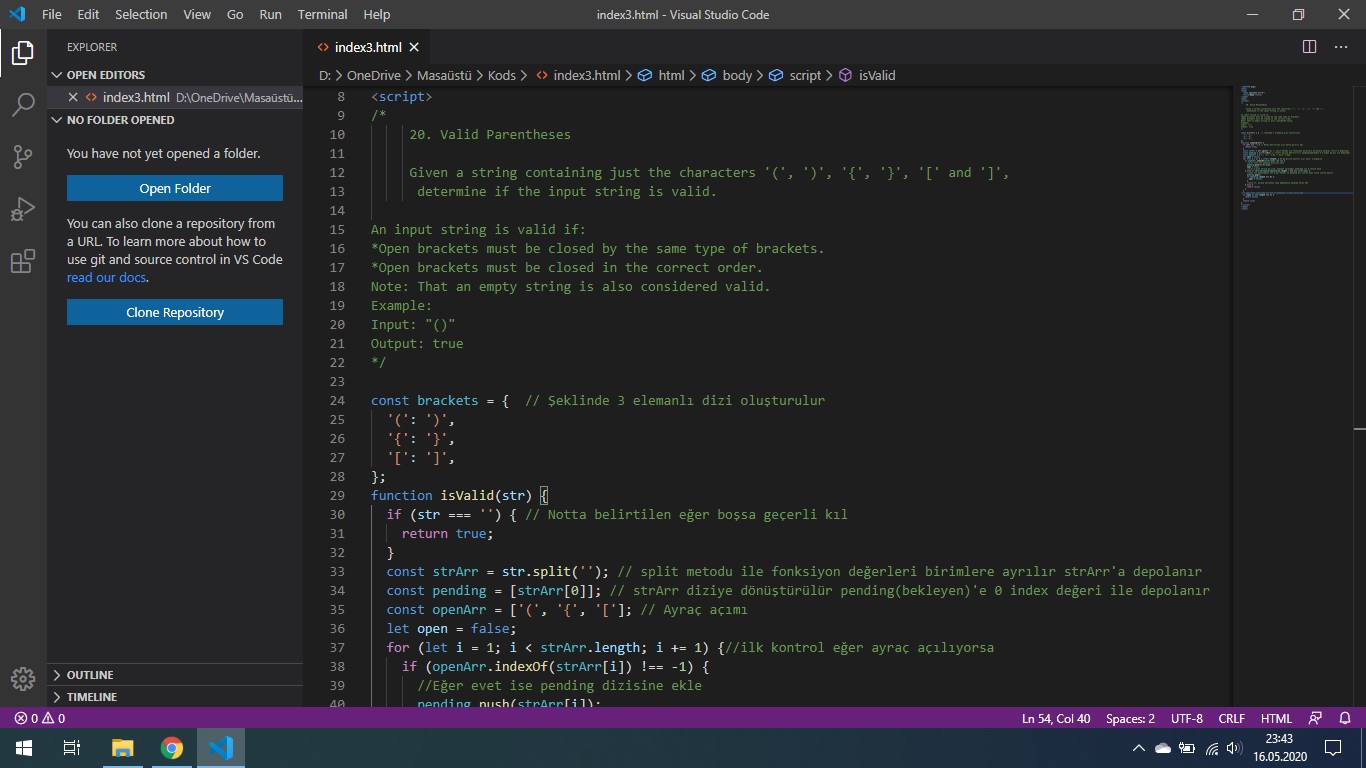 File Edit Selection View Go Run Terminal Help
index3.html - Visual Studio Code
EXPLORER
OPEN EDITORS
index3.html D:\OneDrive\Masaüstü...
NO FOLDER OPENED
You have not yet opened a folder.
Open Folder
You can also clone a repository from
a URL. To learn more about how to
use git and source control in VS Code
read our docs.
Clone Repository
OUTLINE
TIMELINE
index3.html
D: > OneDrive > Masaüstü > Kods > index3.html > html > body > script > isValid
8 <script>
9 /*
10 20. Valid Parentheses
11
12 Given a string containing just the characters '(', ')', '{', '}', '[' and ']',
13 determine if the input string is valid.
14
15 An input string is valid if:
16 *Open brackets must be closed by the same type of brackets.
17 *Open brackets must be closed in the correct order.
18 Note: That an empty string is also considered valid.
19 Example:
20 Input: "()"
21 Output: true
22 */
23
24 const brackets = { // Şeklinde 3 elemanlı dizi oluşturulur
25 '(': ')',
26 '{': '}',
27 '[': ']',
28 };
29 function isValid(str) {
30 if (str === '') { // Notta belirtilen eğer boşsa geçerli kıl
31 return true;
32 }
33 const strArr = str.split(''); // split metodu ile fonksiyon değerleri birimlere ayrılır strArr'a depolanır
34 const pending = [strArr[0]]; // strArr diziye dönüştürülür pending(bekleyen)'e 0 index değeri ile depolanır
35 const openArr = ['(', '{', '[']; // Ayraç açımı
36 let open = false;
37 for (let i = 1; i < strArr.length; i += 1) {//ilk kontrol eğer ayraç açılıyorsa
38 if (openArr.indexOf(strArr[i]) !== -1) {
39 //Eğer evet ise pending dizisine ekle
40 pending.push(strArr[i]);
0 0
Ln 54, Col 40 Spaces: 2 UTF-8 CRLF HTML
23:43
16.05.2020